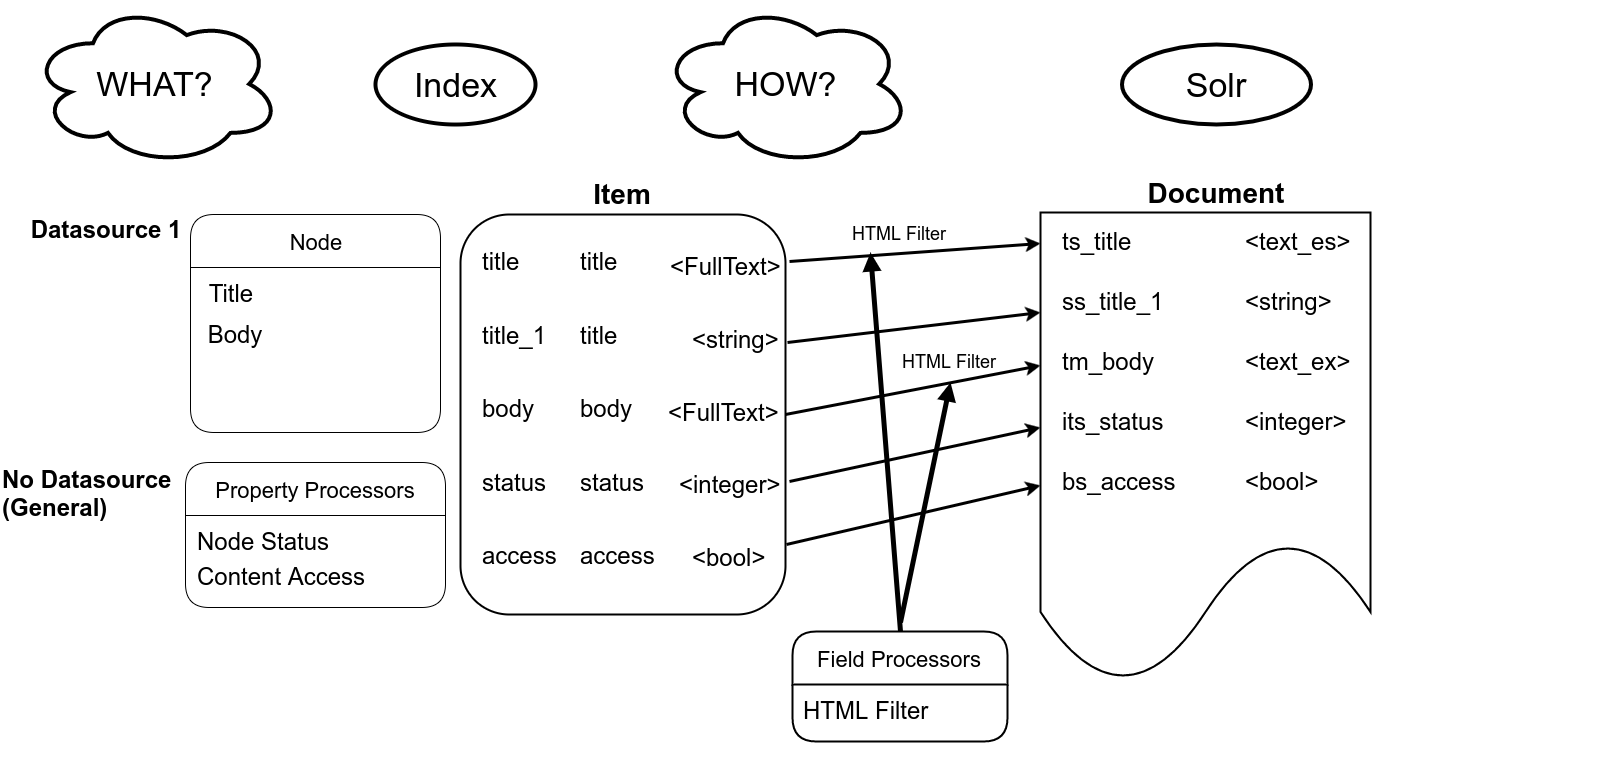 WHAT?
Index
HOW?
Solr
Item
Document
Datasource 1
Node
Title
Body
No Datasource
(General)
Property Processors
Node Status
Content Access
title title <FullText>
title_1 title <string>
body body <FullText>
status status <integer>
access access <bool>
HTML Filter
HTML Filter
ts_title <text_es>
ss_title_1 <string>
tm_body <text_ex>
its_status <integer>
bs_access <bool>
Field Processors
HTML Filter